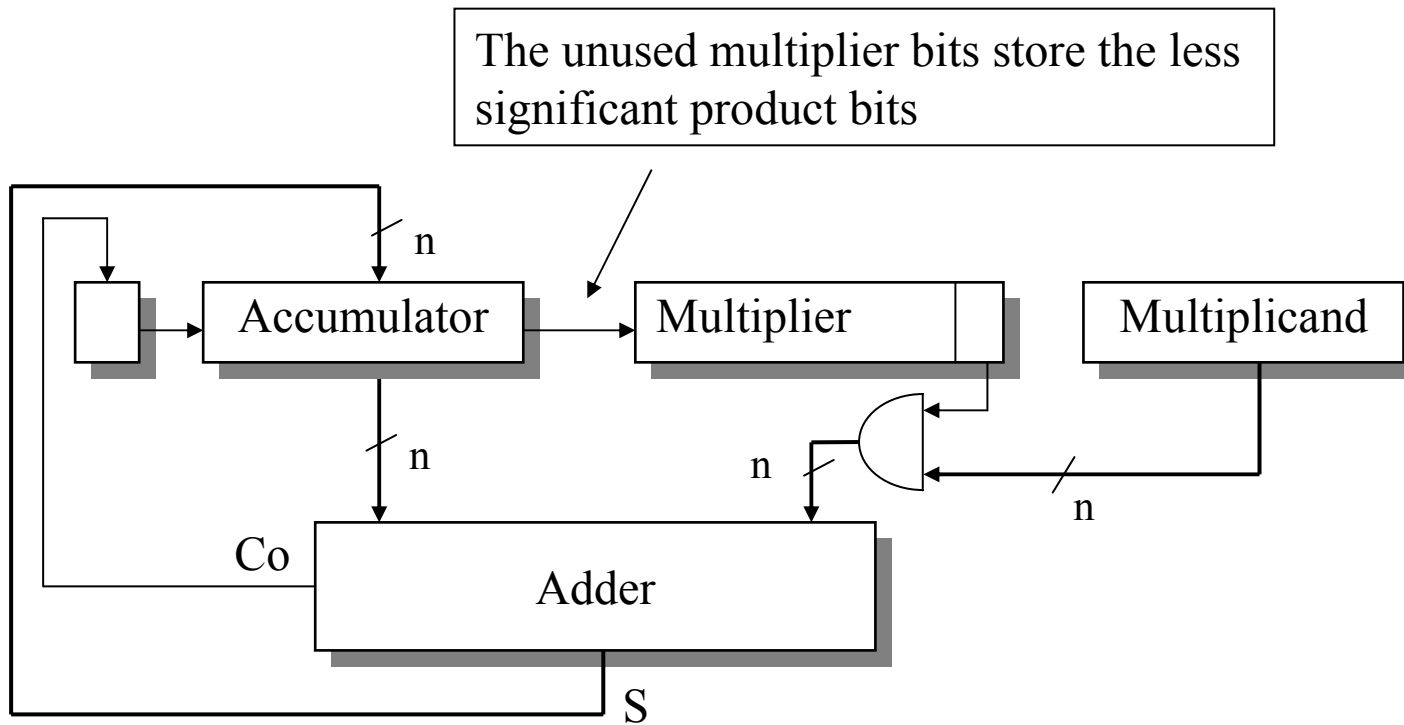 The unused multiplier bits store the less
significant product bits
n
Accumulator
Multiplier
Multiplicand
n
n
n
Co
Adder
S